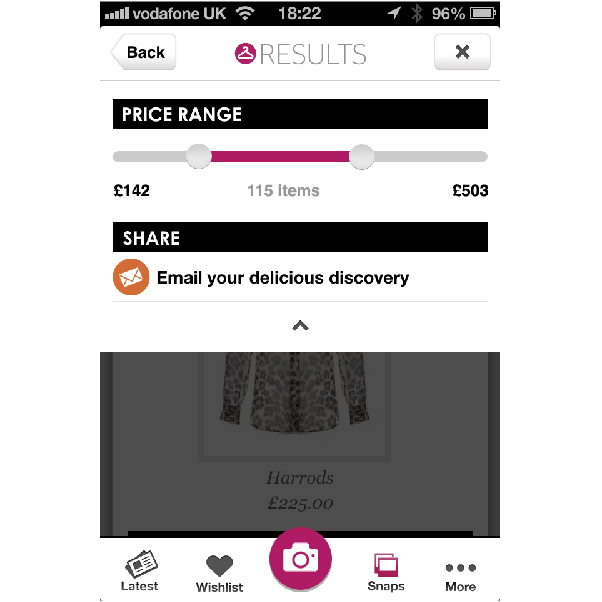 vodafone UK 18:22 96%
Back RESULTS
PRICE RANGE
£142 115 items £503
SHARE
Email your delicious discovery
Harrods
£225.00
Latest Wishlist Snaps More